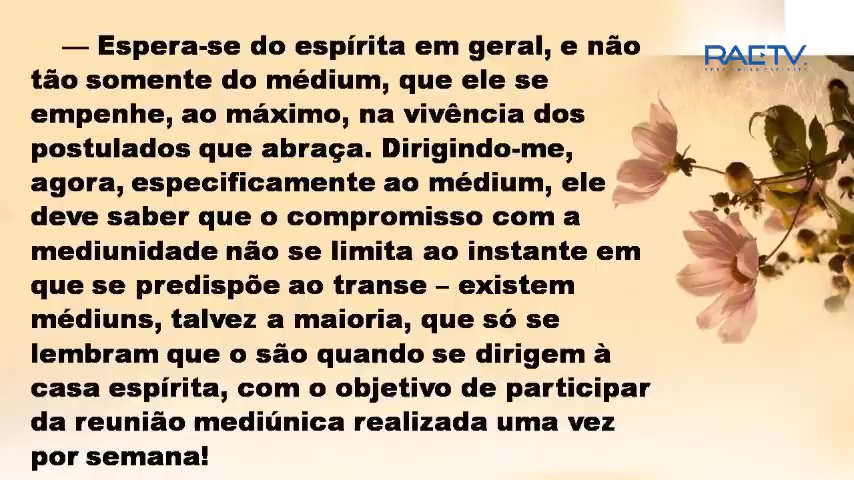 — Espera-se do espírita em geral, e não
tão somente do médium, que ele se
empenhe, ao máximo, na vivência dos
postulados que abraça. Dirigindo-me,
agora, especificamente ao médium, ele
deve saber que o compromisso com a
mediunidade não se limita ao instante em
que se predispõe ao transe – existem
médiuns, talvez a maioria, que só se
lembram que o são quando se dirigem à
casa espírita, com o objetivo de participar
da reunião mediúnica realizada uma vez
por semana!
RAETV